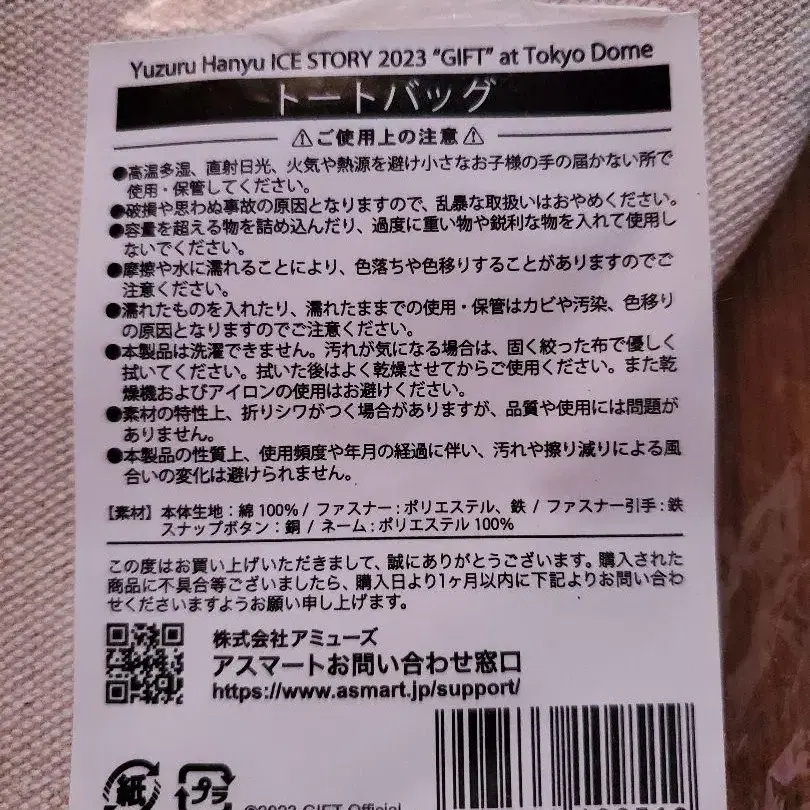 Yuzuru Hanyu ICE STORY 2023 "GIFT" at Tokyo Dome
トートバッグ
⚠ご使用上の注意⚠
●高温多湿、直射日光、火気や熱源を避け小さなお子様の手の届かない所で
使用・保管してください。
●破損や思わぬ事故の原因となりますので、乱暴な取扱いはおやめください。
●容量を超える物を詰め込んだり、過度に重い物や鋭利な物を入れて使用し
ないでください。
●摩擦や水に濡れることにより、色落ちや色移りすることがありますのでご
注意ください。
●濡れたものを入れたり、濡れたままでの使用・保管はカビや汚染、色移り
の原因となりますのでご注意ください。
●本製品は洗濯できません。汚れが気になる場合は、固く絞った布で優しく
拭いてください。拭いた後はよく乾燥させてからご使用ください。また乾
燥機およびアイロンの使用はお避けください。
●素材の特性上、折りシワがつく場合がありますが、品質や使用には問題が
ありません。
●本製品の性質上、使用頻度や年月の経過に伴い、汚れや擦り減りによる風
合いの変化は避けられません。
【素材】本体生地：綿100% / ファスナー：ポリエステル、鉄 / ファスナー引手：鉄
スナップボタン：銅 / ネーム：ポリエステル100%
この度はお買い上げいただきまして、誠にありがとうございます。購入された
商品に不具合等ございましたら、購入日より1ヶ月以内に下記よりお問い合わ
せくださいますようお願い申し上げます。
株式会社アミューズ
アスマートお問い合わせ窓口
https://www.asmart.jp/support/
紙 プラ ©2023 GIFT Official